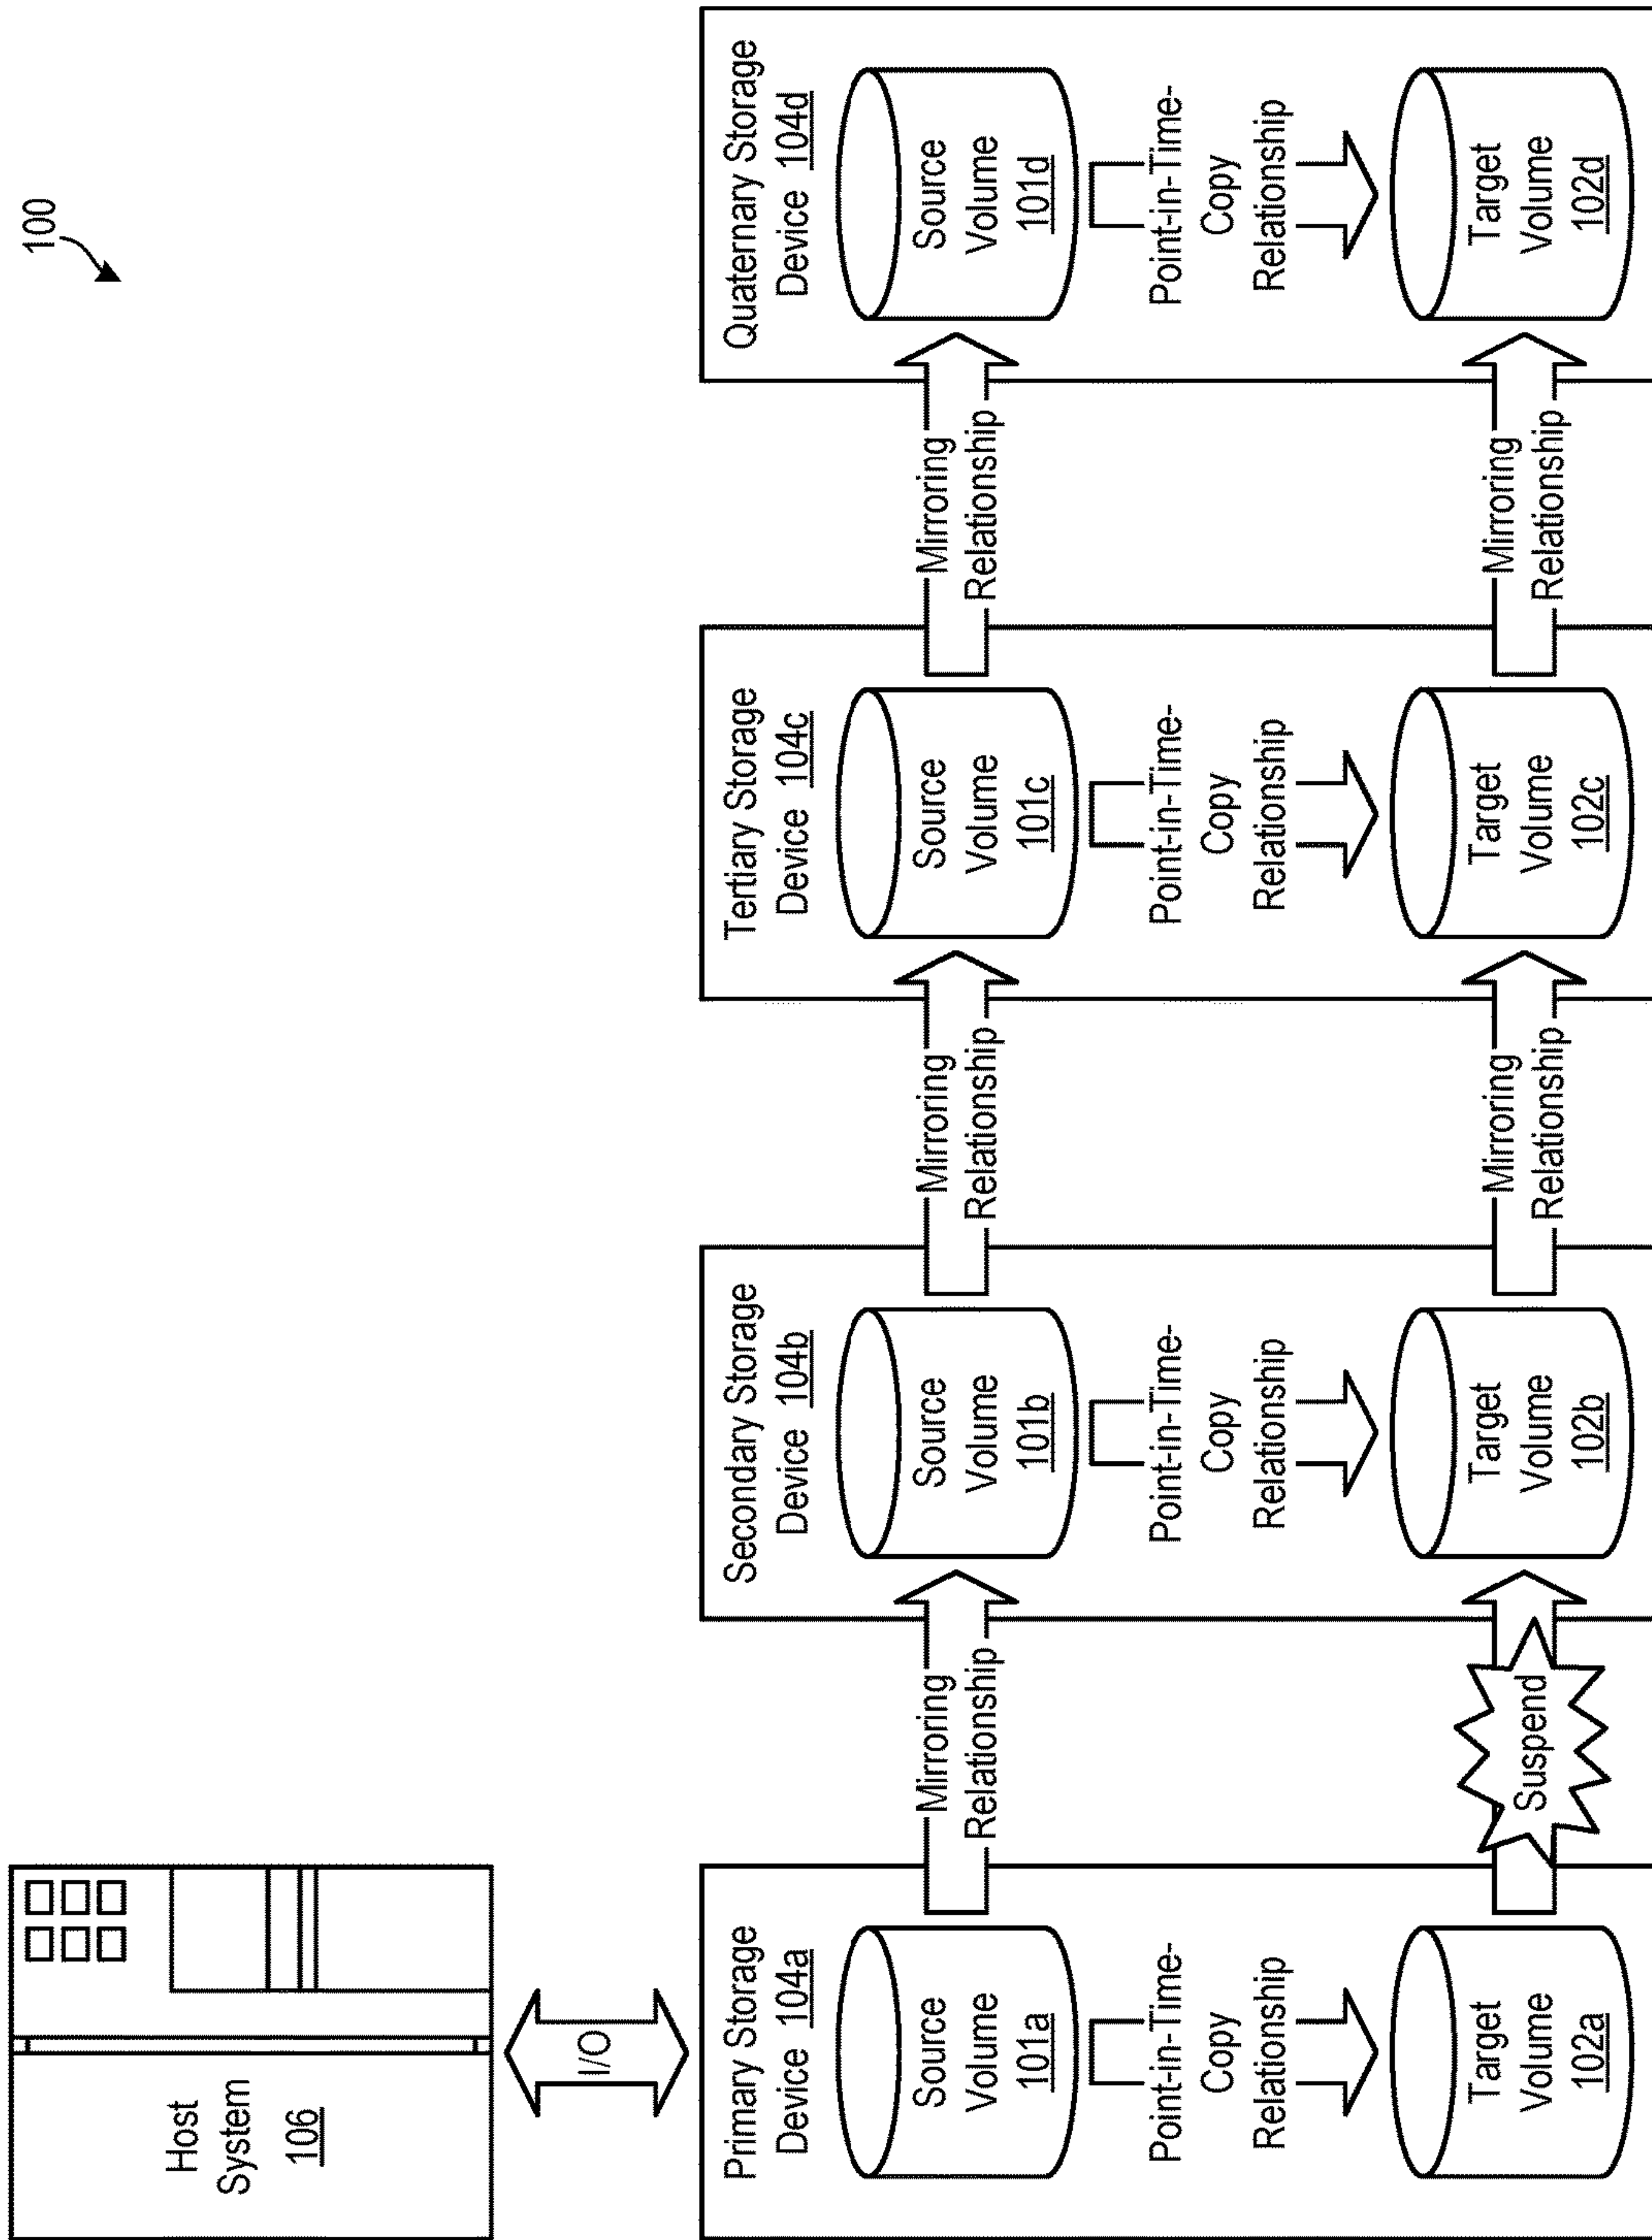 100
Host
System
106
I/O
Primary Storage
Device 104a
Source
Volume
101a
Point-in-Time-
Copy
Relationship
Target
Volume
102a
Mirroring
Relationship
Suspend
Secondary Storage
Device 104b
Source
Volume
101b
Point-in-Time-
Copy
Relationship
Target
Volume
102b
Mirroring
Relationship
Mirroring
Relationship
Tertiary Storage
Device 104c
Source
Volume
101c
Point-in-Time-
Copy
Relationship
Target
Volume
102c
Mirroring
Relationship
Mirroring
Relationship
Quaternary Storage
Device 104d
Source
Volume
101d
Point-in-Time-
Copy
Relationship
Target
Volume
102d